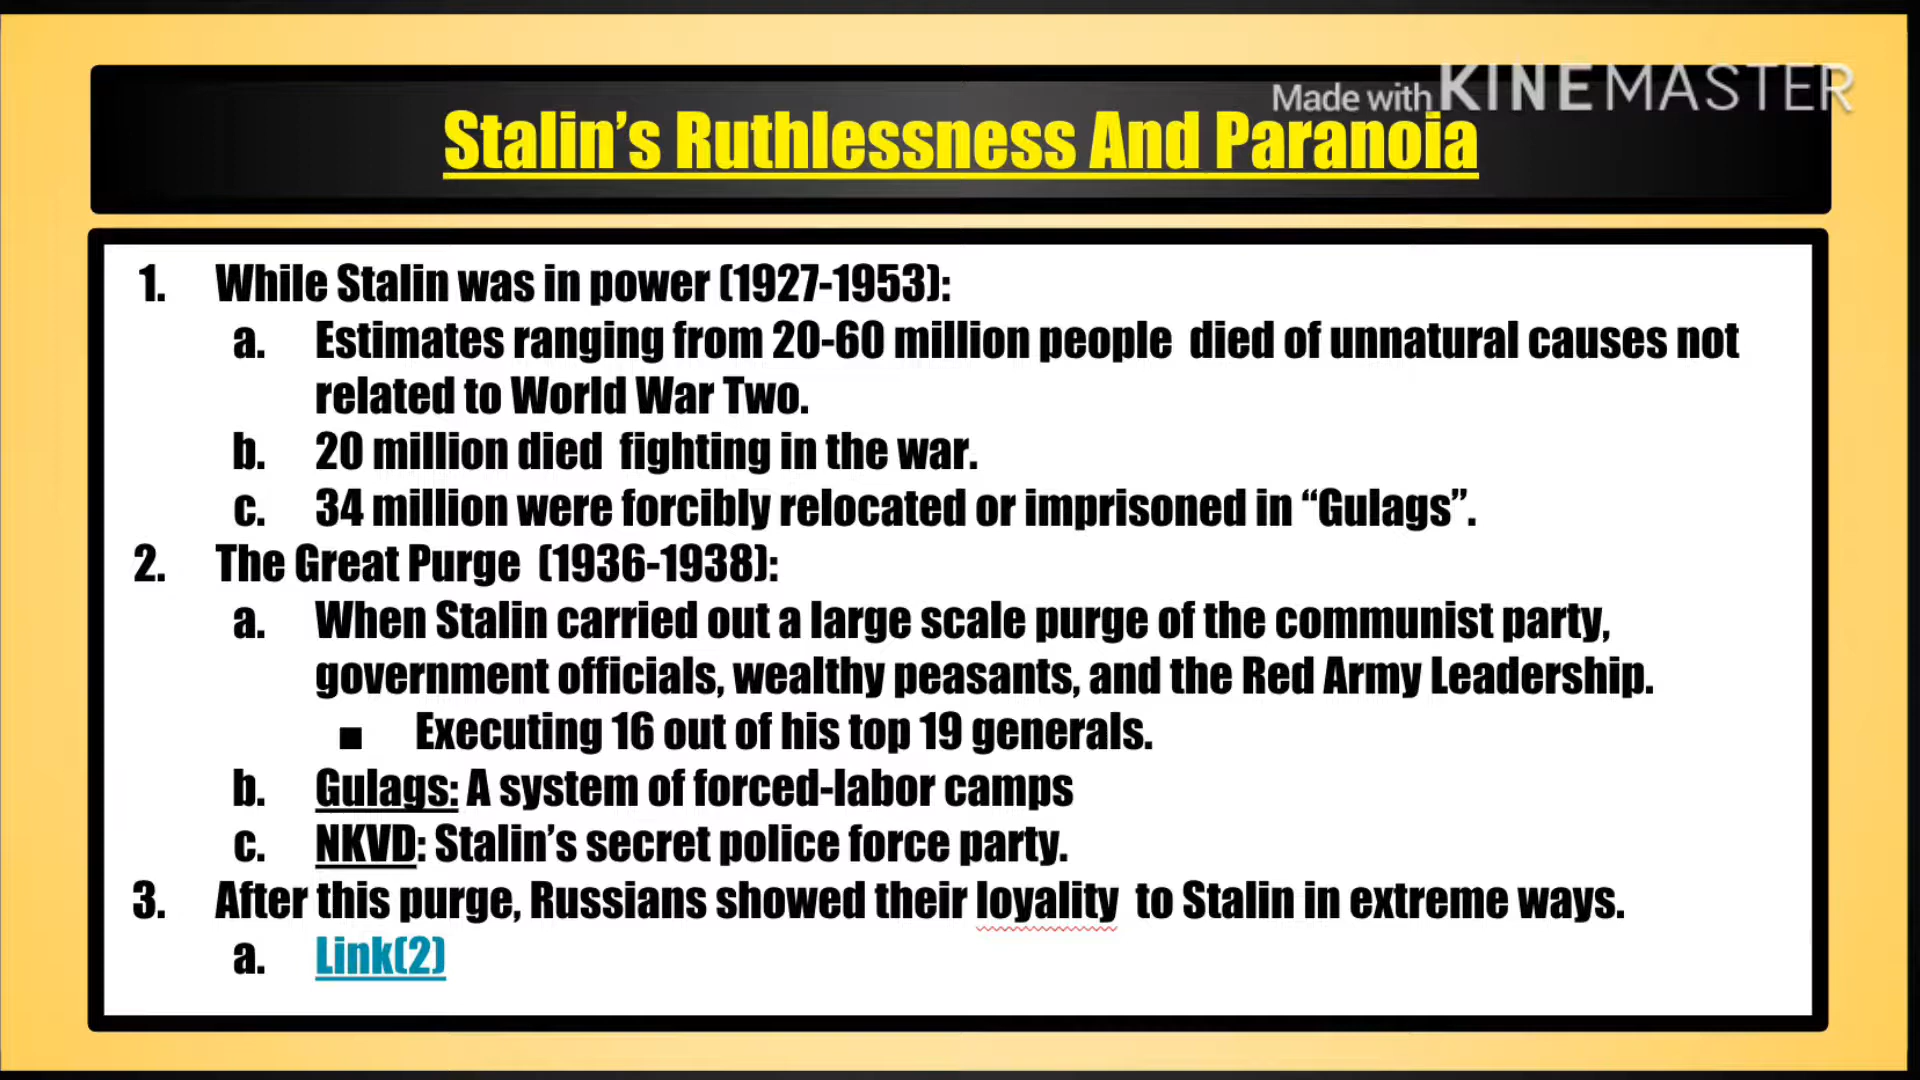 Made with KINEMASTER
Stalin’s Ruthlessness And Paranoia
1. While Stalin was in power (1927-1953):
a. Estimates ranging from 20-60 million people died of unnatural causes not
related to World War Two.
b. 20 million died fighting in the war.
c. 34 million were forcibly relocated or imprisoned in “Gulags”.
2. The Great Purge (1936-1938):
a. When Stalin carried out a large scale purge of the communist party,
government officials, wealthy peasants, and the Red Army Leadership.
■ Executing 16 out of his top 19 generals.
b. Gulags: A system of forced-labor camps
c. NKVD: Stalin’s secret police force party.
3. After this purge, Russians showed their loyality to Stalin in extreme ways.
a. Link(2)